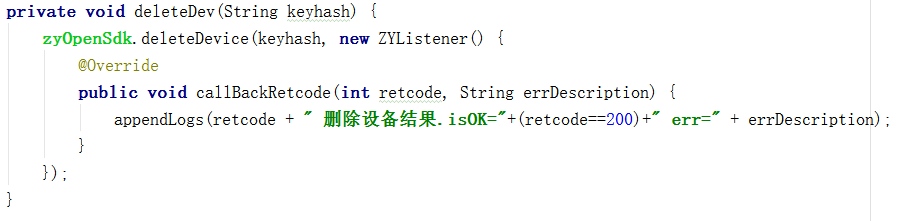 private void deleteDev(String keyhash) {
    zyOpenSdk.deleteDevice(keyhash, new ZYListener() {
        @Override
        public void callBackRetcode(int retcode, String errDescription) {
            appendLogs(retcode + " 删除设备结果.isOK="+(retcode==200)+" err=" + errDescription);
        }
    });
}